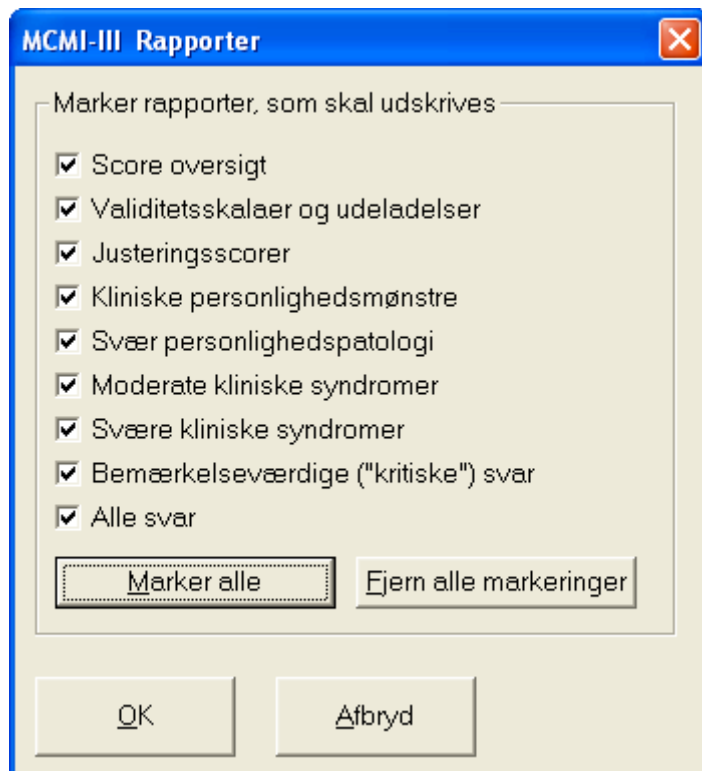 MCMI-III Rapporter
Marker rapporter, som skal udskrives
Score oversigt
Validitetsskalaer og udeladelser
Justeringsscorer
Kliniske personlighedsmønstre
Svær personlighedspatologi
Moderate kliniske syndromer
Svære kliniske syndromer
Bemærkelseværdige ("kritiske") svar
Alle svar
Marker alle
Fjern alle markeringer
OK
Afbryd